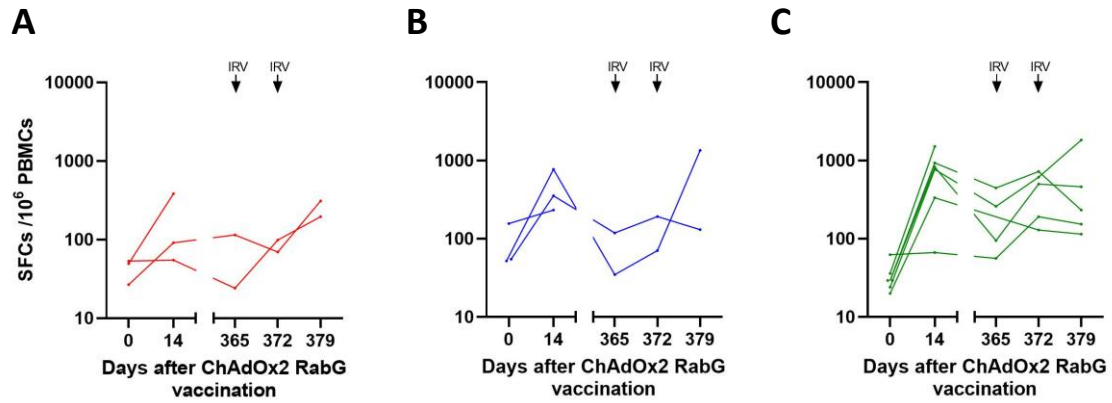 A
B
C
IRV IRV
IRV IRV
IRV IRV
SFCs /10⁶ PBMCs
10000
1000
100
10
0 14 365 372 379
Days after ChAdOx2 RabG
vaccination
10000
1000
100
10
0 14 365 372 379
Days after ChAdOx2 RabG
vaccination
10000
1000
100
10
0 14 365 372 379
Days after ChAdOx2 RabG
vaccination